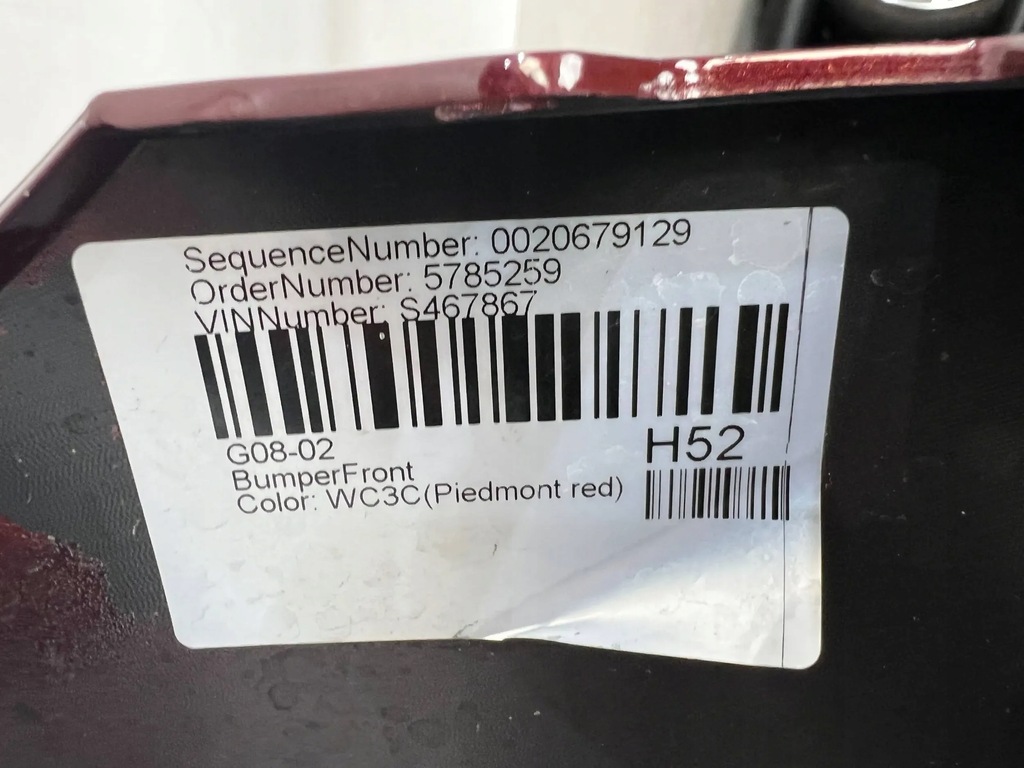 SequenceNumber: 0020679129
OrderNumber: 5785259
VINNumber: S467867
G08-02
H52
BumperFront
Color: WC3C(Piedmont red)